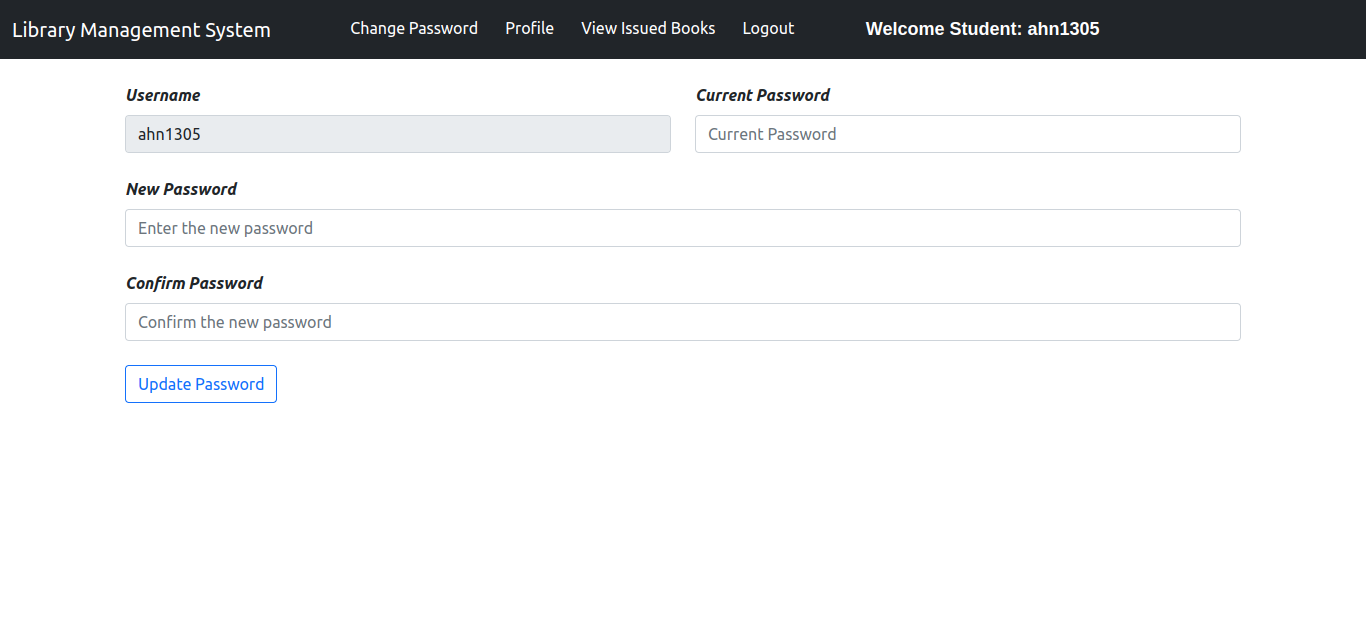 Library Management System Change Password Profile View Issued Books Logout Welcome Student: ahn1305
Username Current Password
ahn1305 Current Password
New Password
Enter the new password
Confirm Password
Confirm the new password
Update Password